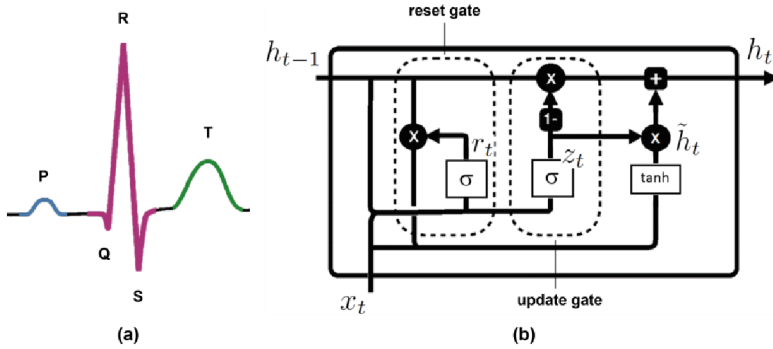 R
T
P
Q
S
(a)
reset gate
h_{t-1}
h_t
x
+
1-
x
r_t
z_t
x
h̃_t
σ
σ
tanh
x_t
update gate
(b)